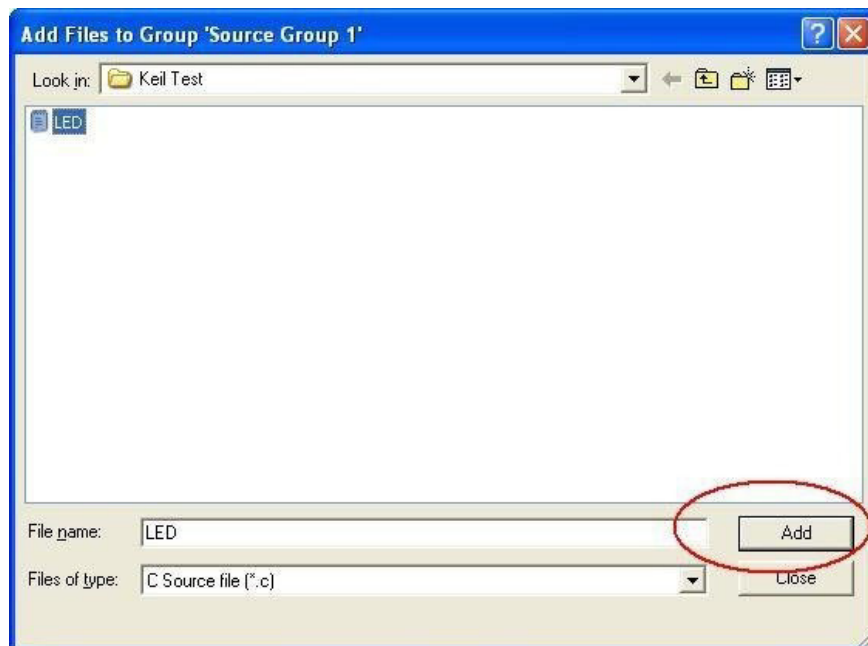 Add Files to Group 'Source Group 1'
Look in: Keil Test
LED
File name: LED
Add
Files of type: C Source file (*.c)
Close